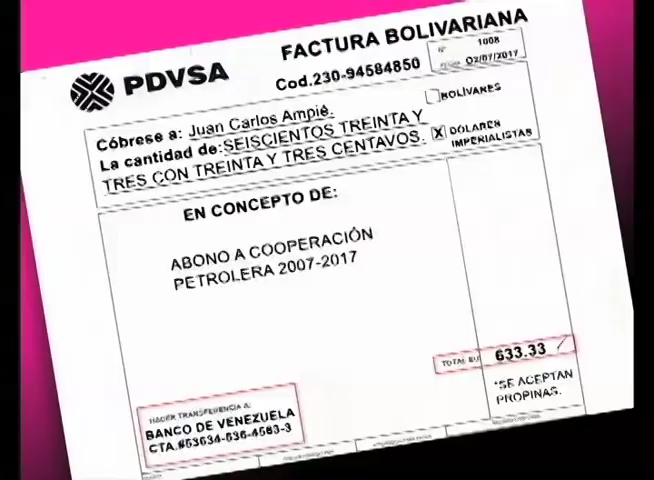 PDVSA
FACTURA BOLIVARIANA
Cod.230-94584850
Nº 1008
FECHA 02/07/2017
Cóbrese a: Juan Carlos Ampié.
La cantidad de:SEISCIENTOS TREINTA Y
TRES CON TREINTA Y TRES CENTAVOS.
BOLÍVARES
X DÓLARES
IMPERIALISTAS
EN CONCEPTO DE:
ABONO A COOPERACIÓN
PETROLERA 2007-2017
TOTAL 633.33
*SE ACEPTAN
PROPINAS.
HACER TRANSFERENCIA A:
BANCO DE VENEZUELA
CTA.#63634-636-4583-3